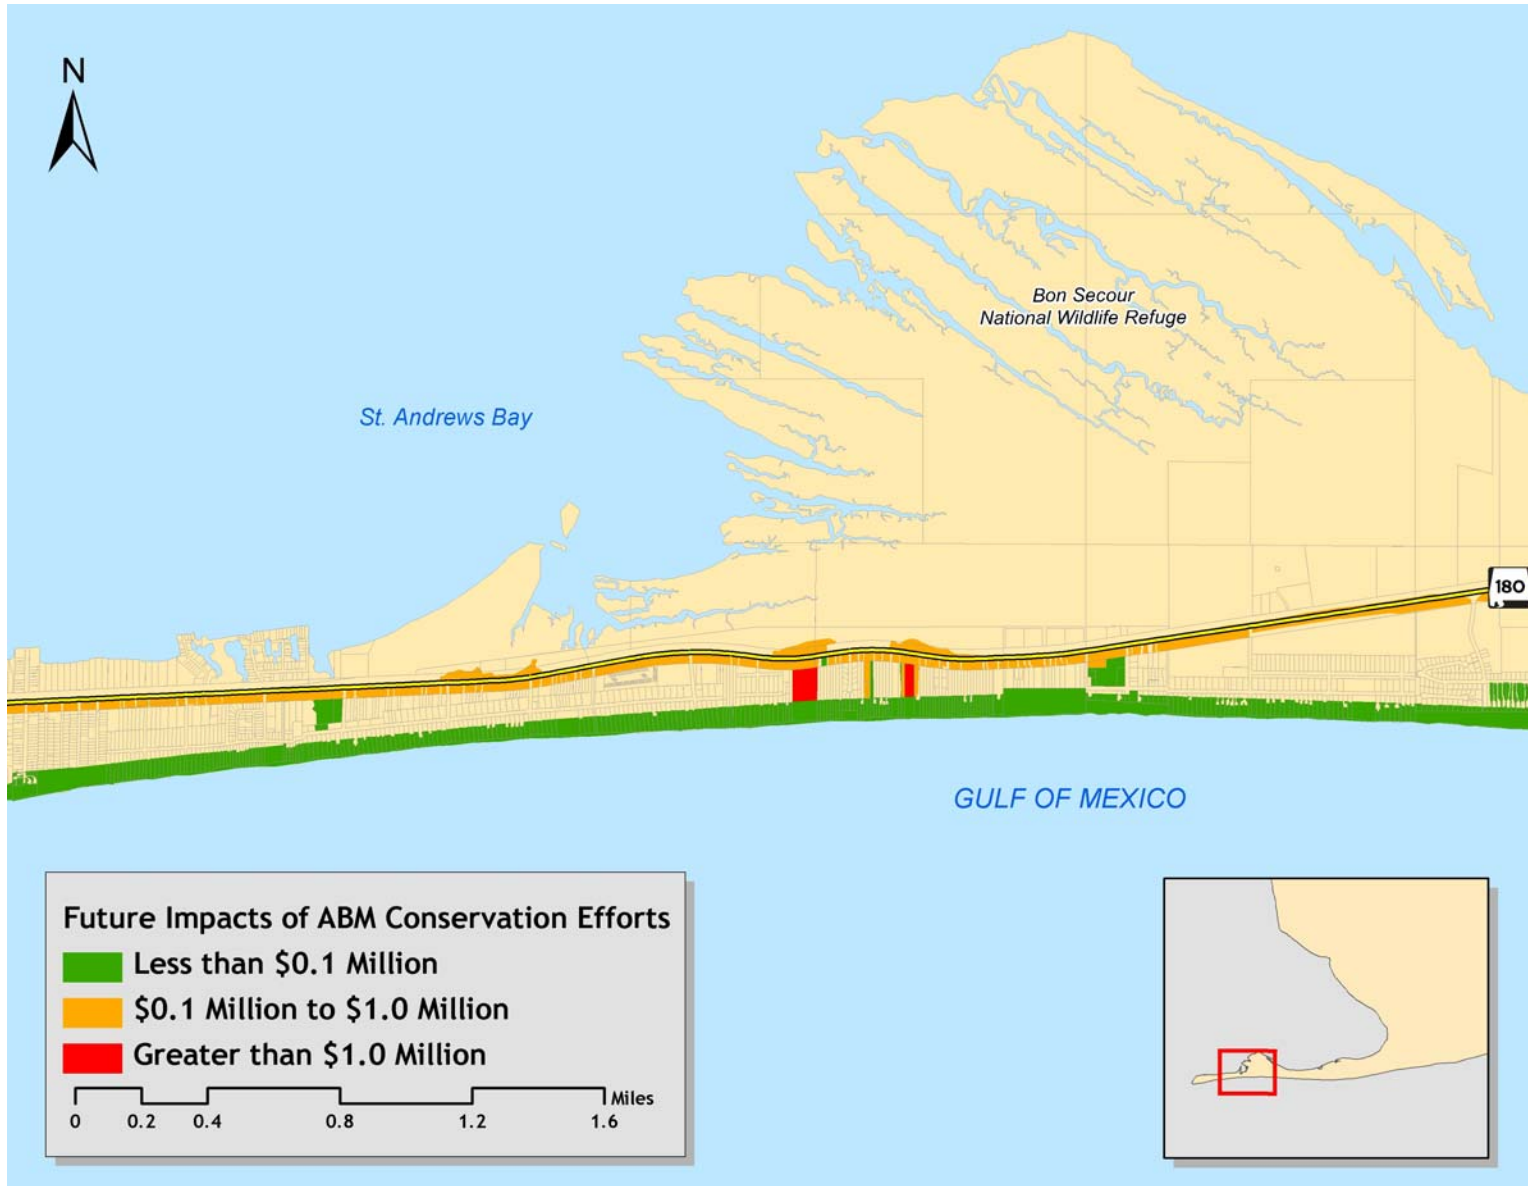 N
Bon Secour
National Wildlife Refuge
St. Andrews Bay
180
GULF OF MEXICO
Future Impacts of ABM Conservation Efforts
Less than $0.1 Million
$0.1 Million to $1.0 Million
Greater than $1.0 Million
Miles
0 0.2 0.4 0.8 1.2 1.6